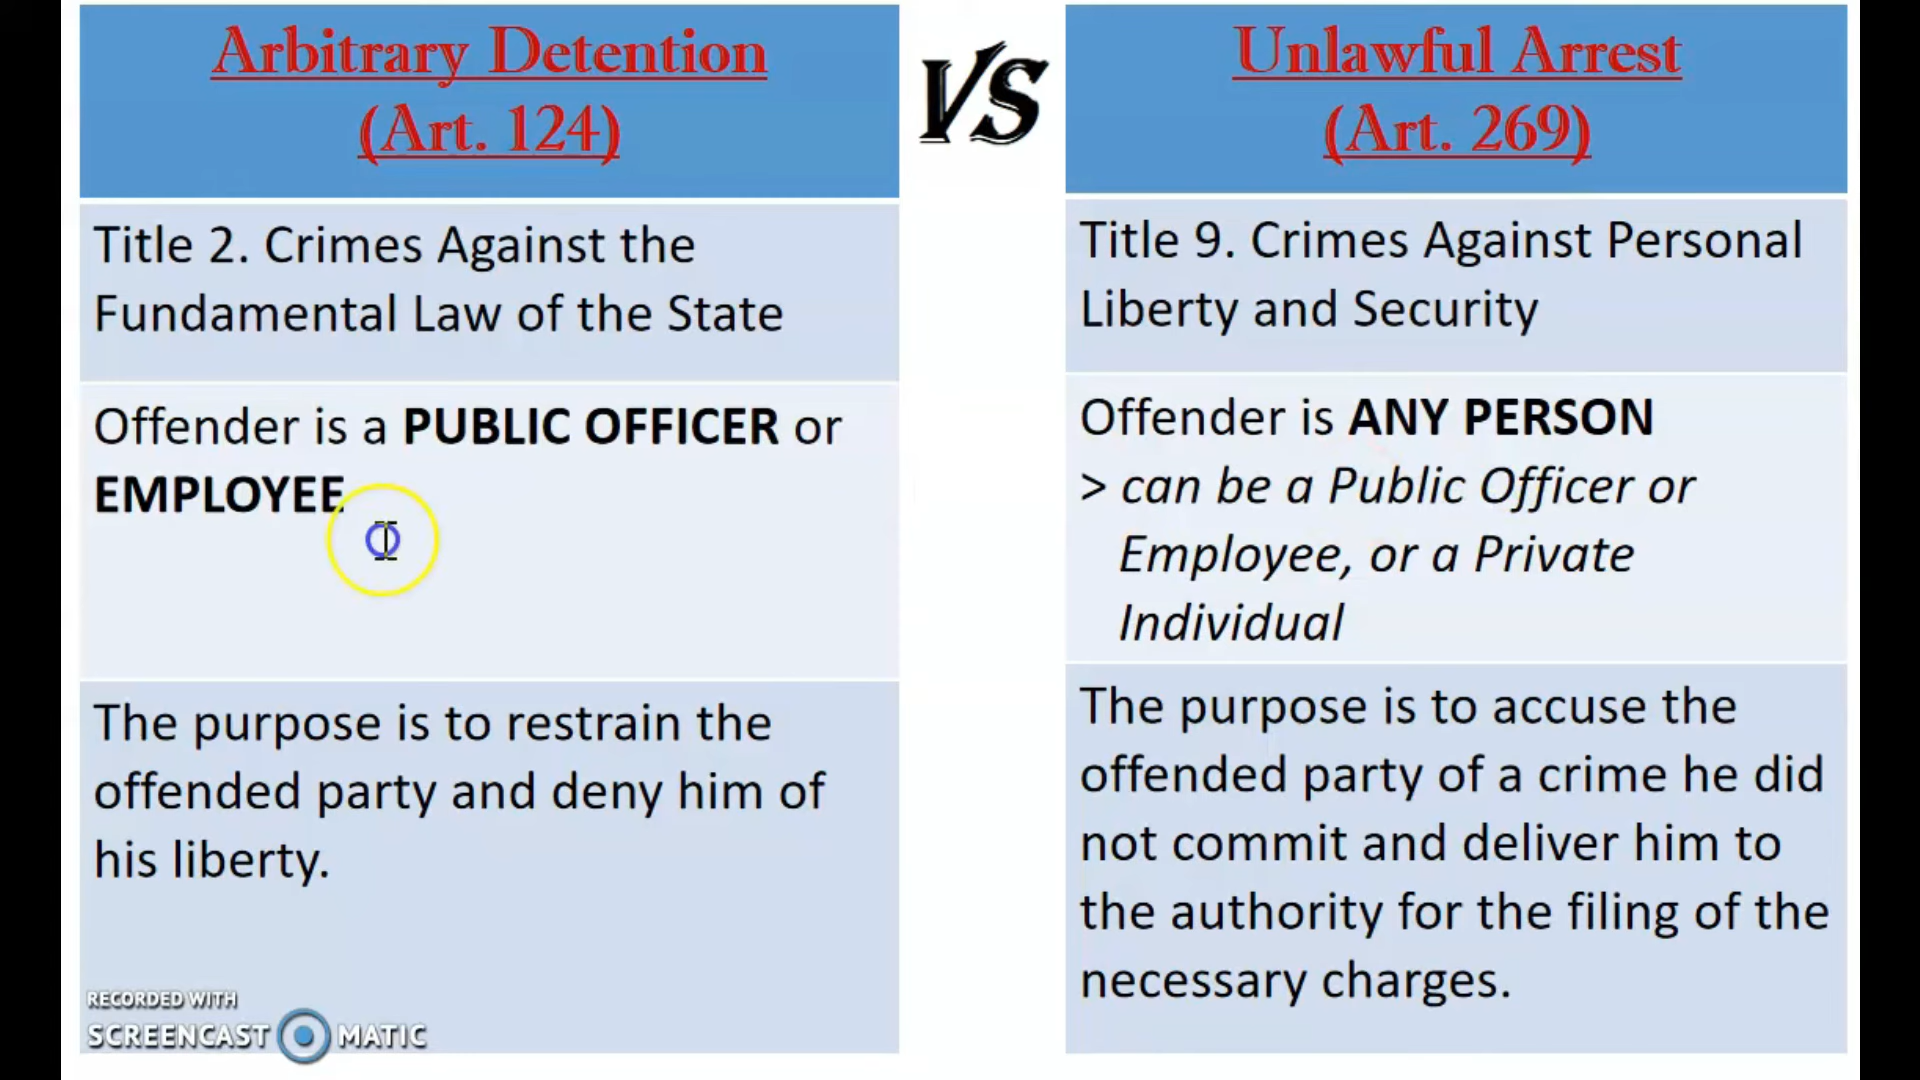 Arbitrary Detention
(Art. 124)
Title 2. Crimes Against the
Fundamental Law of the State
Offender is a PUBLIC OFFICER or
EMPLOYEE
The purpose is to restrain the
offended party and deny him of
his liberty.
VS
Unlawful Arrest
(Art. 269)
Title 9. Crimes Against Personal
Liberty and Security
Offender is ANY PERSON
> can be a Public Officer or
Employee, or a Private
Individual
The purpose is to accuse the
offended party of a crime he did
not commit and deliver him to
the authority for the filing of the
necessary charges.
RECORDED WITH
SCREENCAST MATIC